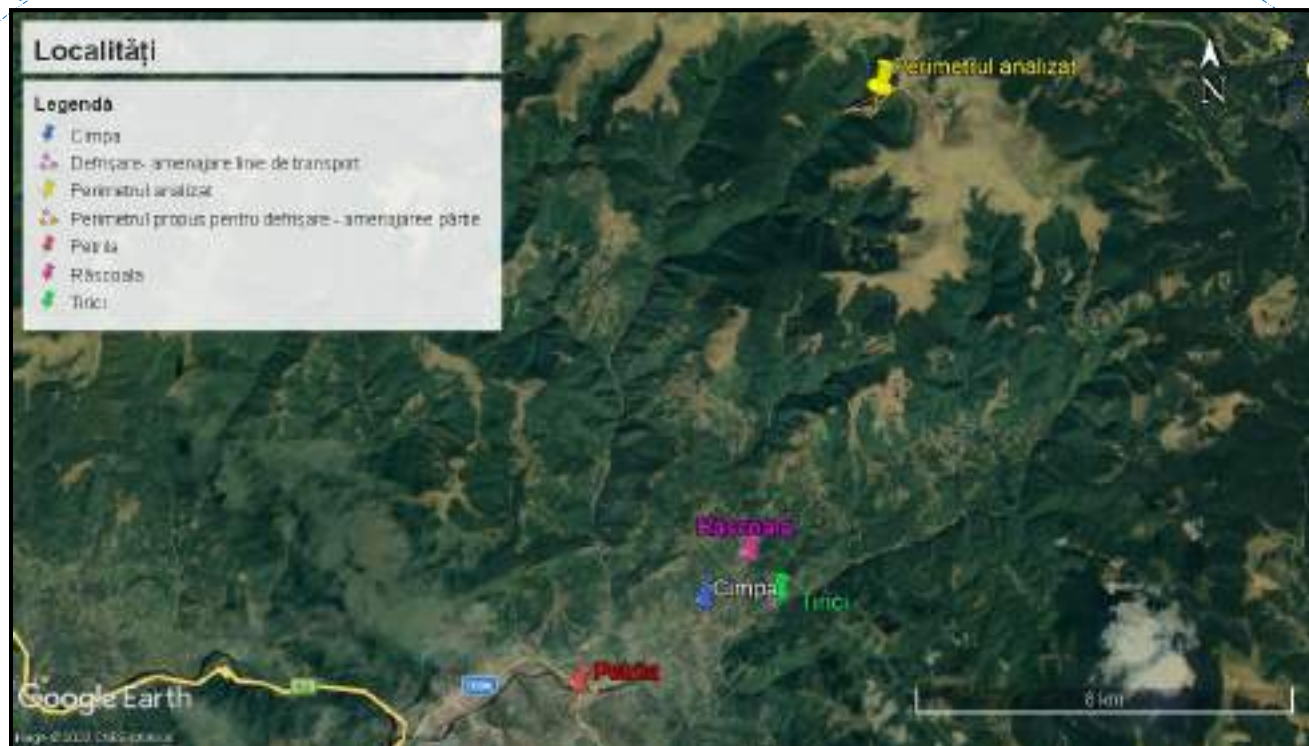 Localități
Legendă
Cimpa
Defrișare- amenajare linie de transport
Perimetrul analizat
Perimetrul propus pentru defrișare - amenajaree pârtie
Petrila
Răscoala
Tirici
Perimetrul analizat
N
Răscoala
Cimpa
Tirici
Petrila
Google Earth
8 km